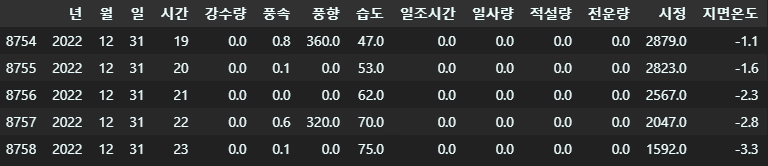 년 월 일 시간 강수량 풍속 풍향 습도 일조시간 일사량 적설량 전운량 시정 지면온도
8754 2022 12 31 19 0.0 0.8 360.0 47.0 0.0 0.0 0.0 0.0 2879.0 -1.1
8755 2022 12 31 20 0.0 0.1 0.0 53.0 0.0 0.0 0.0 0.0 2823.0 -1.6
8756 2022 12 31 21 0.0 0.0 0.0 62.0 0.0 0.0 0.0 0.0 2567.0 -2.3
8757 2022 12 31 22 0.0 0.6 320.0 70.0 0.0 0.0 0.0 0.0 2047.0 -2.8
8758 2022 12 31 23 0.0 0.1 0.0 75.0 0.0 0.0 0.0 0.0 1592.0 -3.3